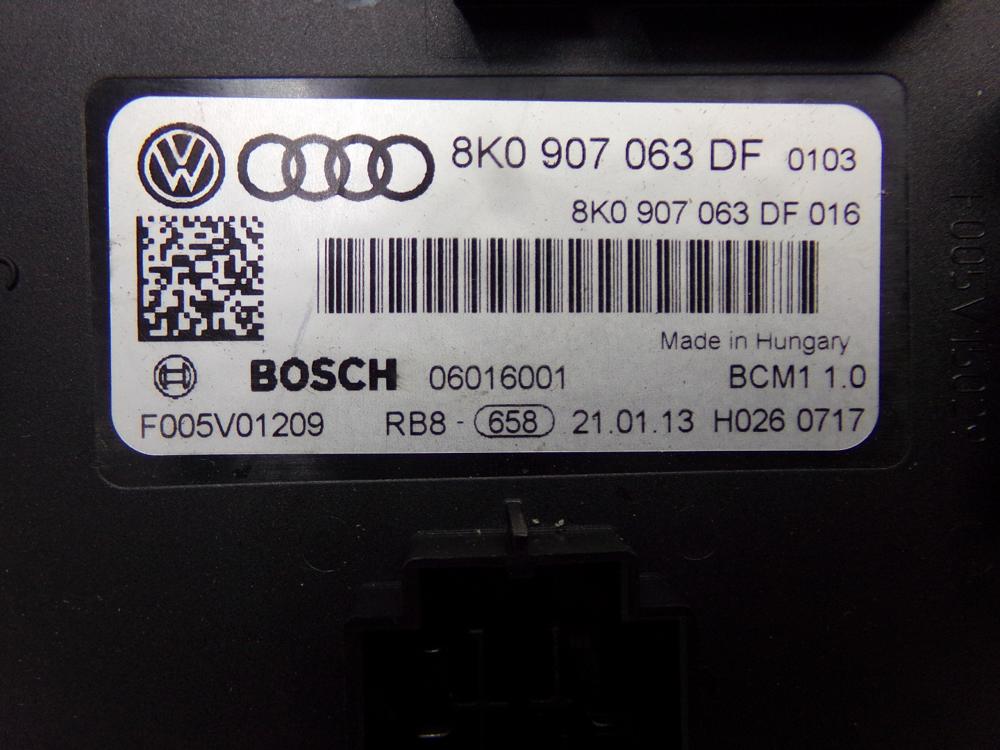 8K0 907 063 DF 0103
8K0 907 063 DF 016
Made in Hungary
BOSCH 06016001 BCM1 1.0
F005V01209 RB8 - 658 21.01.13 H026 0717